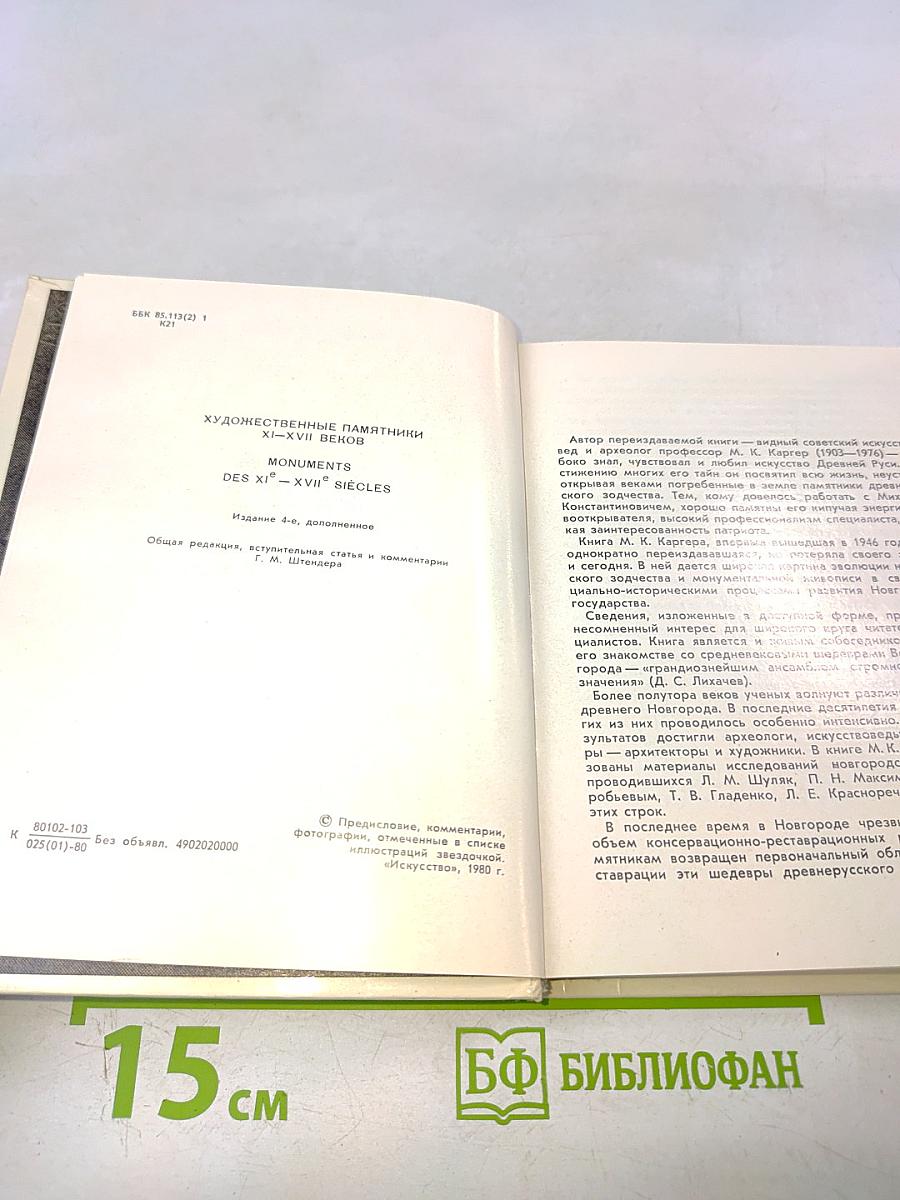 ББК 85.113(2) 1
К21
ХУДОЖЕСТВЕННЫЕ ПАМЯТНИКИ
XI—XVII ВЕКОВ
MONUMENTS
DES XIe — XVIIe SIÈCLES
Издание 4-е, дополненное
Общая редакция, вступительная статья и комментарии
Г. М. Штендера
К 80102-103
025(01)-80 Без объявл. 4902020000
© Предисловие, комментарии,
фотографии, отмеченные в списке
иллюстраций звездочкой.
«Искусство», 1980 г.
Автор переиздаваемой книги — видный советский искусст
вед и археолог профессор М. К. Каргер (1903—1976) —
боко знал, чувствовал и любил искусство Древней Руси.
стижению многих его тайн он посвятил всю жизнь, неус
открывая веками погребенные в земле памятники древн
ского зодчества. Тем, кому довелось работать с Мих
Константиновичем, хорошо памятны его кипучая энерги
вооткрывателя, высокий профессионализм специалиста,
кая заинтересованность патриота.
Книга М. К. Каргера, впервые вышедшая в 1946 год
однократно переиздававшаяся, не потеряла своего з
и сегодня. В ней дается широкая картина эволюции н
ского зодчества и монументальной живописи в св
циально-историческими процессами развития Новг
государства.
Сведения, изложенные в доступной форме, пр
несомненный интерес для широкого круга читате
циалистов. Книга является и живым собеседнико
его знакомстве со средневековыми шедеврами Ве
города — «грандиознейшим ансамблем огромно
значения» (Д. С. Лихачев).
Более полутора веков ученых волнуют различ
древнего Новгорода. В последние десятилетия
гих из них проводилось особенно интенсивно.
зультатов достигли археологи, искусствоведы
ры — архитекторы и художники. В книге М. К.
зованы материалы исследований новгородс
проводившихся Л. М. Шуляк, П. Н. Максим
робьевым, Т. В. Гладенко, Л. Е. Красноре
этих строк.
В последнее время в Новгороде чрезвы
объем консервационно-реставрационных р
мятникам возвращен первоначальный обл
ставрации эти шедевры древнерусского
15 см
БФ БИБЛИОФАН